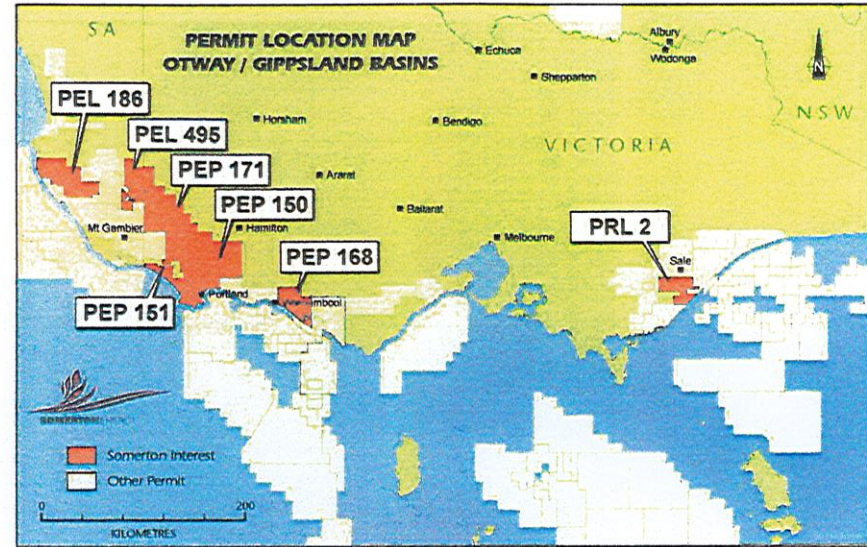 SA
PERMIT LOCATION MAP
OTWAY / GIPPSLAND BASINS
Echuca
Albury
Wodonga
Shepparton
N
NSW
PEL 186
PEL 495
Horsham
Bendigo
VICTORIA
PEP 171
Ararat
PEP 150
Ballarat
Mt Gambier
Hamilton
Melbourne
PRL 2
Sale
PEP 168
Portland
PEP 151
Somerton Interest
Other Permit
0
200
KILOMETRES